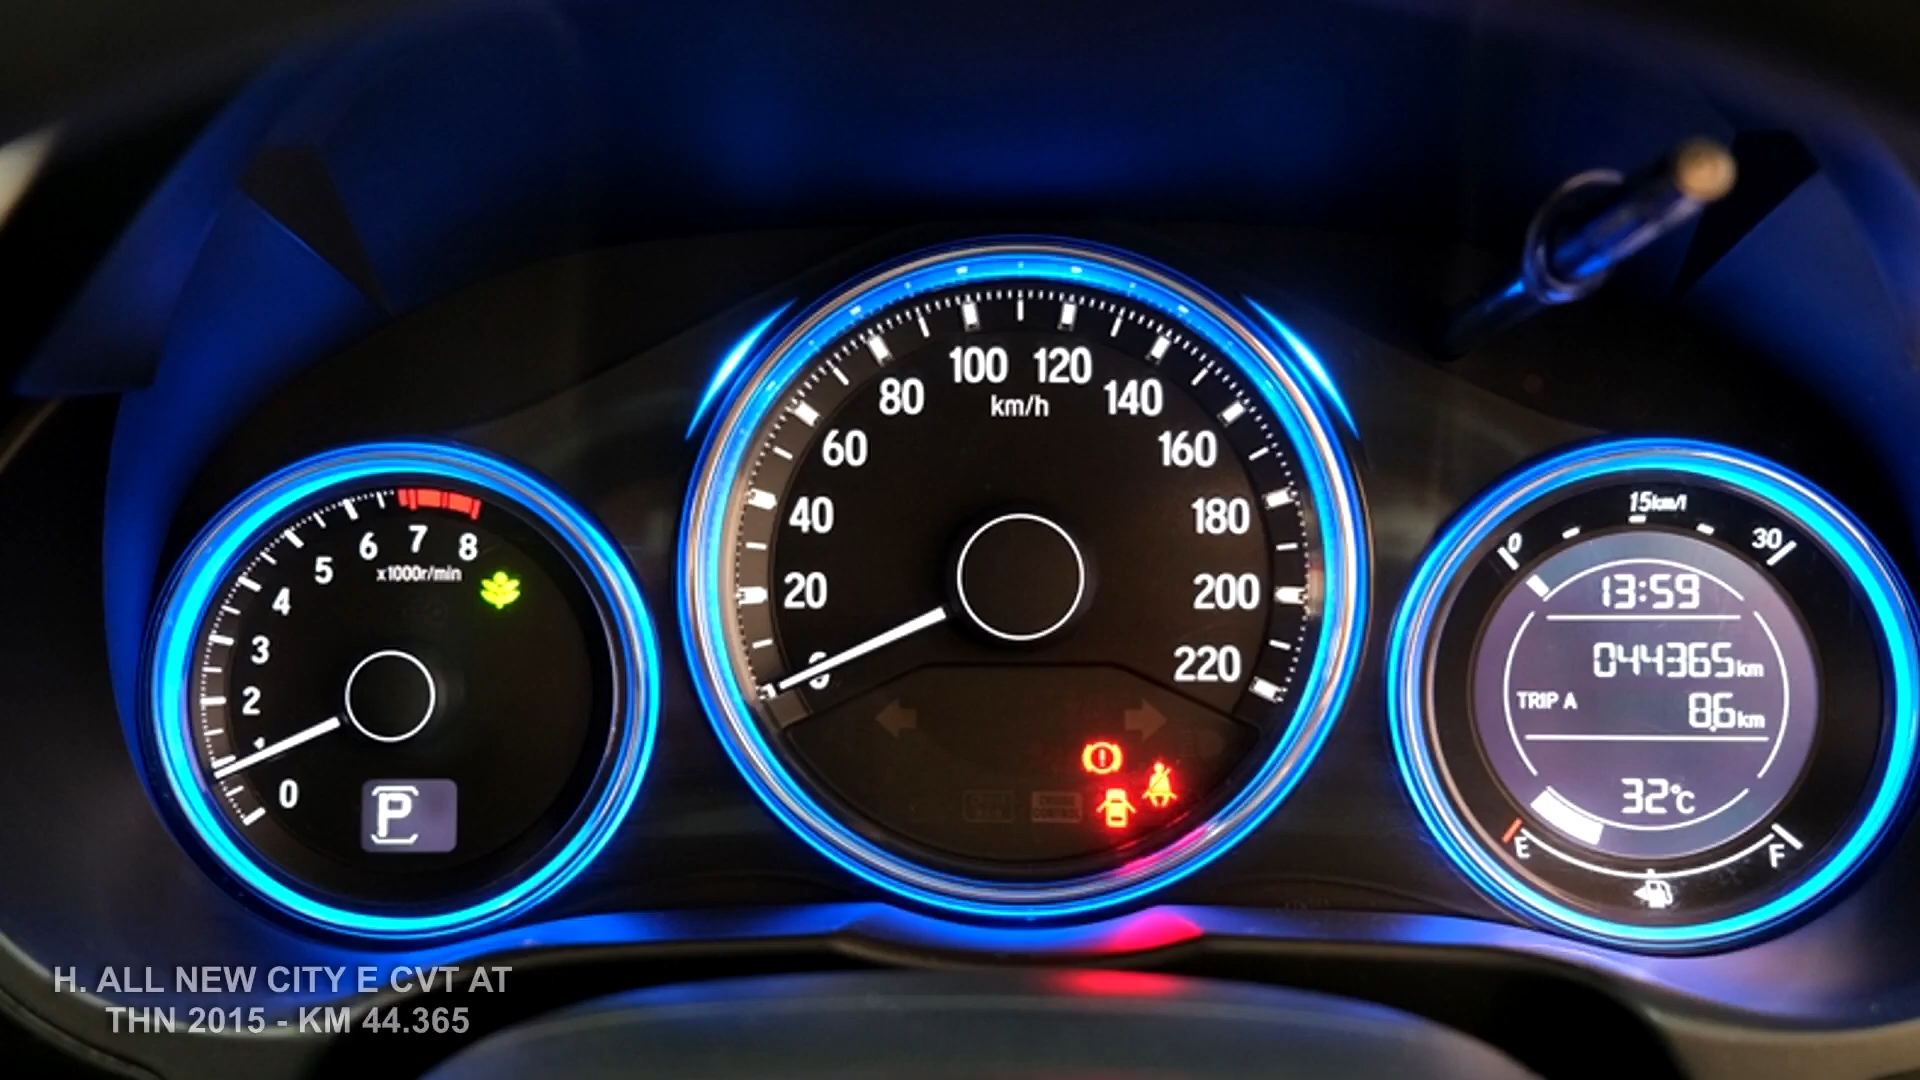 100 120
80 km/h 140
60 160
40 180
20 200
220
5 6 7 8
x1000r/min
4
3
2
0
P
CRUISE
CONTROL
15km/l
0 30
13:59
044365km
TRIP A
8.6km
32°C
E F
H. ALL NEW CITY E CVT AT
THN 2015 - KM 44.365